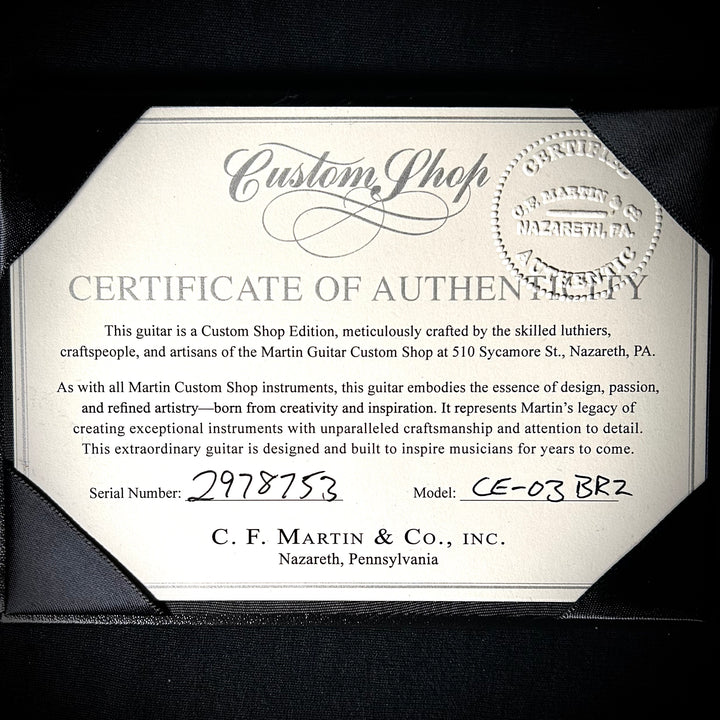 Custom Shop
CERTIFIED
C. F. MARTIN & CO
NAZARETH, PA.
AUTHENTIC
CERTIFICATE OF AUTHENTICITY
This guitar is a Custom Shop Edition, meticulously crafted by the skilled luthiers,
craftspeople, and artisans of the Martin Guitar Custom Shop at 510 Sycamore St., Nazareth, PA.
As with all Martin Custom Shop instruments, this guitar embodies the essence of design, passion,
and refined artistry—born from creativity and inspiration. It represents Martin's legacy of
creating exceptional instruments with unparalleled craftsmanship and attention to detail.
This extraordinary guitar is designed and built to inspire musicians for years to come.
Serial Number: 2978753 Model: CE-03 BRZ
C. F. MARTIN & CO., INC.
Nazareth, Pennsylvania